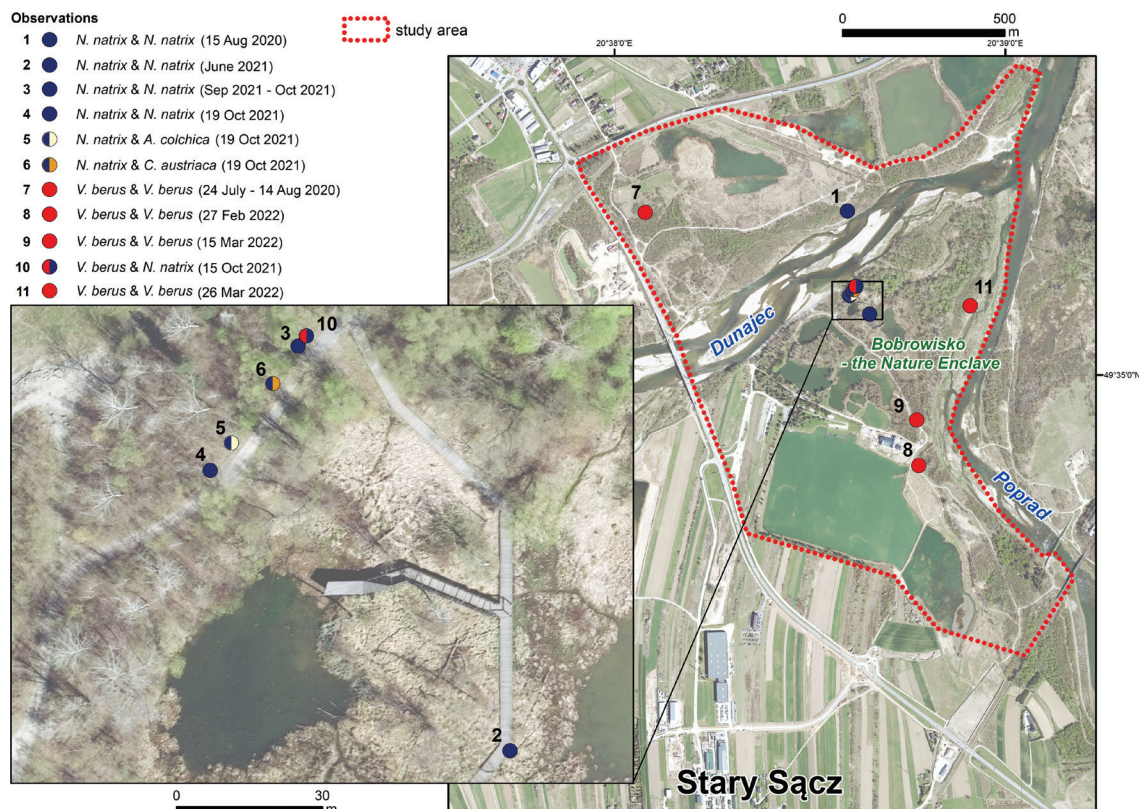 Observations
1 N. natrix & N. natrix (15 Aug 2020)
2 N. natrix & N. natrix (June 2021)
3 N. natrix & N. natrix (Sep 2021 - Oct 2021)
4 N. natrix & N. natrix (19 Oct 2021)
5 N. natrix & A. colchica (19 Oct 2021)
6 N. natrix & C. austriaca (19 Oct 2021)
7 V. berus & V. berus (24 July - 14 Aug 2020)
8 V. berus & V. berus (27 Feb 2022)
9 V. berus & V. berus (15 Mar 2022)
10 V. berus & N. natrix (15 Oct 2021)
11 V. berus & V. berus (26 Mar 2022)
study area
0 500
m
20°38'0"E 20°39'0"E
7
1
11
Dunajec
Bobrowisko
- the Nature Enclave
49°35'0"N
9
8
Poprad
Stary Sącz
3 10
6
5
4
2
0 30
m